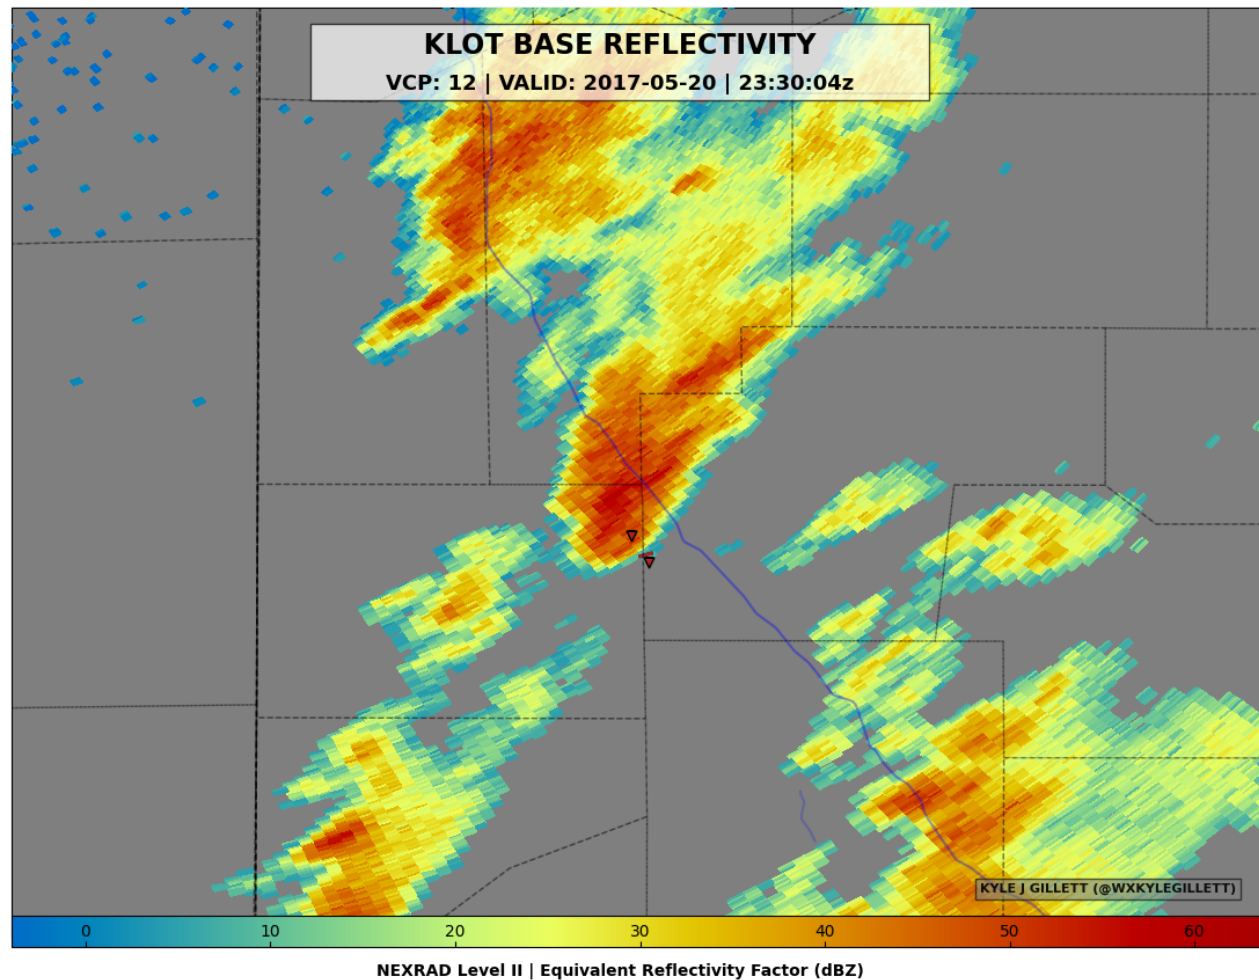 KLOT BASE REFLECTIVITY
VCP: 12 | VALID: 2017-05-20 | 23:30:04z
KYLE J GILLETT (@WXKYLEGILLETT)
0 10 20 30 40 50 60
NEXRAD Level II | Equivalent Reflectivity Factor (dBZ)